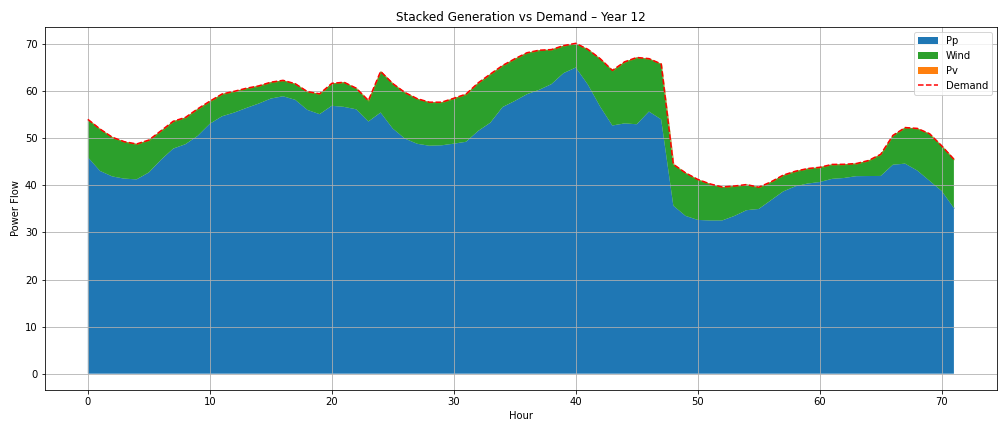 Stacked Generation vs Demand – Year 12
Power Flow
70
60
50
40
30
20
10
0
Pp
Wind
Pv
Demand
0 10 20 30 40 50 60 70
Hour